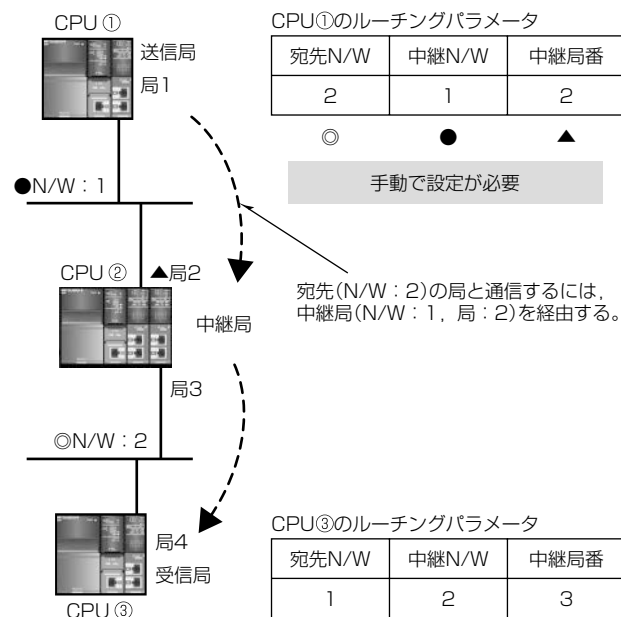 CPU①
送信局
局1
CPU①のルーチングパラメータ
宛先N/W 中継N/W 中継局番
2 1 2
◎ ● ▲
手動で設定が必要
●N/W：1
CPU② ▲局2
中継局
宛先(N/W：2)の局と通信するには，
中継局(N/W：1，局：2)を経由する。
局3
◎N/W：2
局4
受信局
CPU③
CPU③のルーチングパラメータ
宛先N/W 中継N/W 中継局番
1 2 3